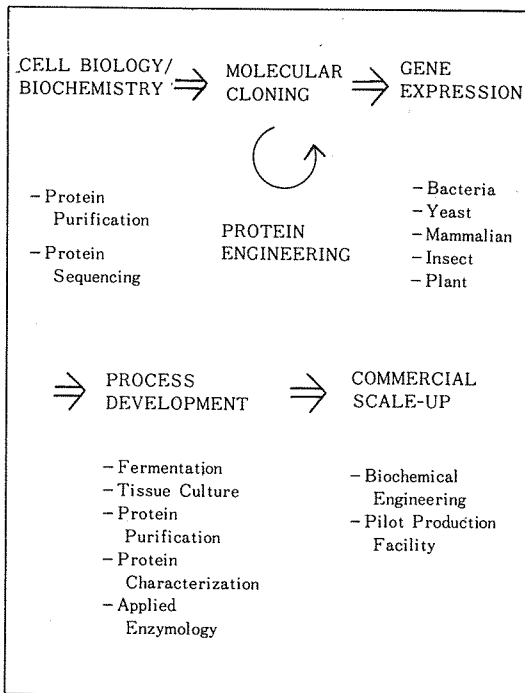 CELL BIOLOGY/
BIOCHEMISTRY
MOLECULAR
CLONING
GENE
EXPRESSION
– Protein
Purification
– Protein
Sequencing
PROTEIN
ENGINEERING
– Bacteria
– Yeast
– Mammalian
– Insect
– Plant
PROCESS
DEVELOPMENT
COMMERCIAL
SCALE-UP
– Fermentation
– Tissue Culture
– Protein
Purification
– Protein
Characterization
– Applied
Enzymology
– Biochemical
Engineering
– Pilot Production
Facility